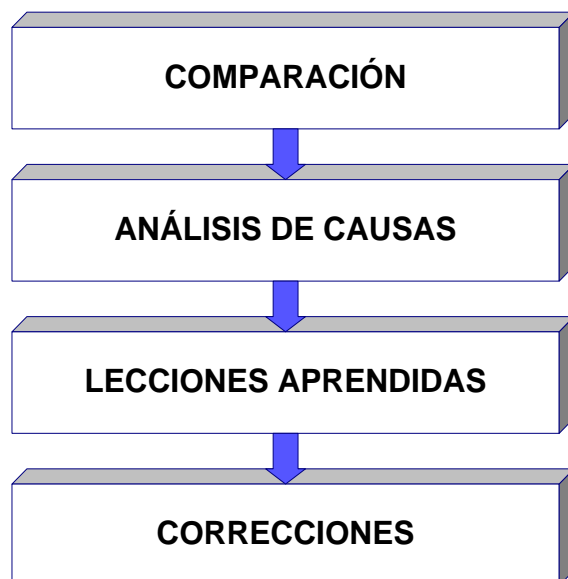 COMPARACIÓN
ANÁLISIS DE CAUSAS
LECCIONES APRENDIDAS
CORRECCIONES